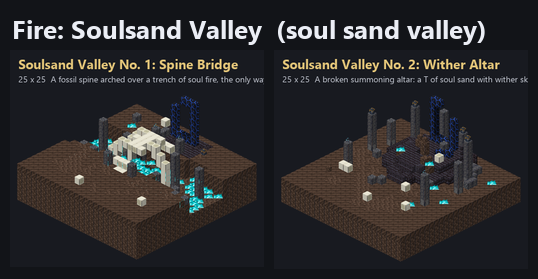 Fire: Soulsand Valley (soul sand valley)
Soulsand Valley No. 1: Spine Bridge
25 x 25 A fossil spine arched over a trench of soul fire, the only wa
Soulsand Valley No. 2: Wither Altar
25 x 25 A broken summoning altar: a T of soul sand with wither sk